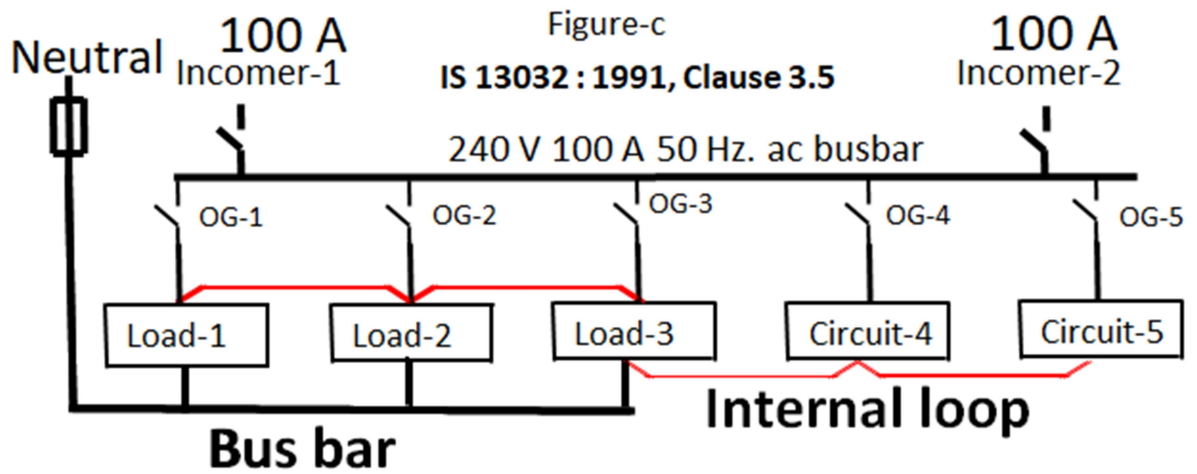 Figure-c
100 A
100 A
Neutral
Incomer-1
IS 13032 : 1991, Clause 3.5
Incomer-2
240 V 100 A 50 Hz. ac busbar
OG-1
OG-2
OG-3
OG-4
OG-5
Load-1
Load-2
Load-3
Circuit-4
Circuit-5
Internal loop
Bus bar